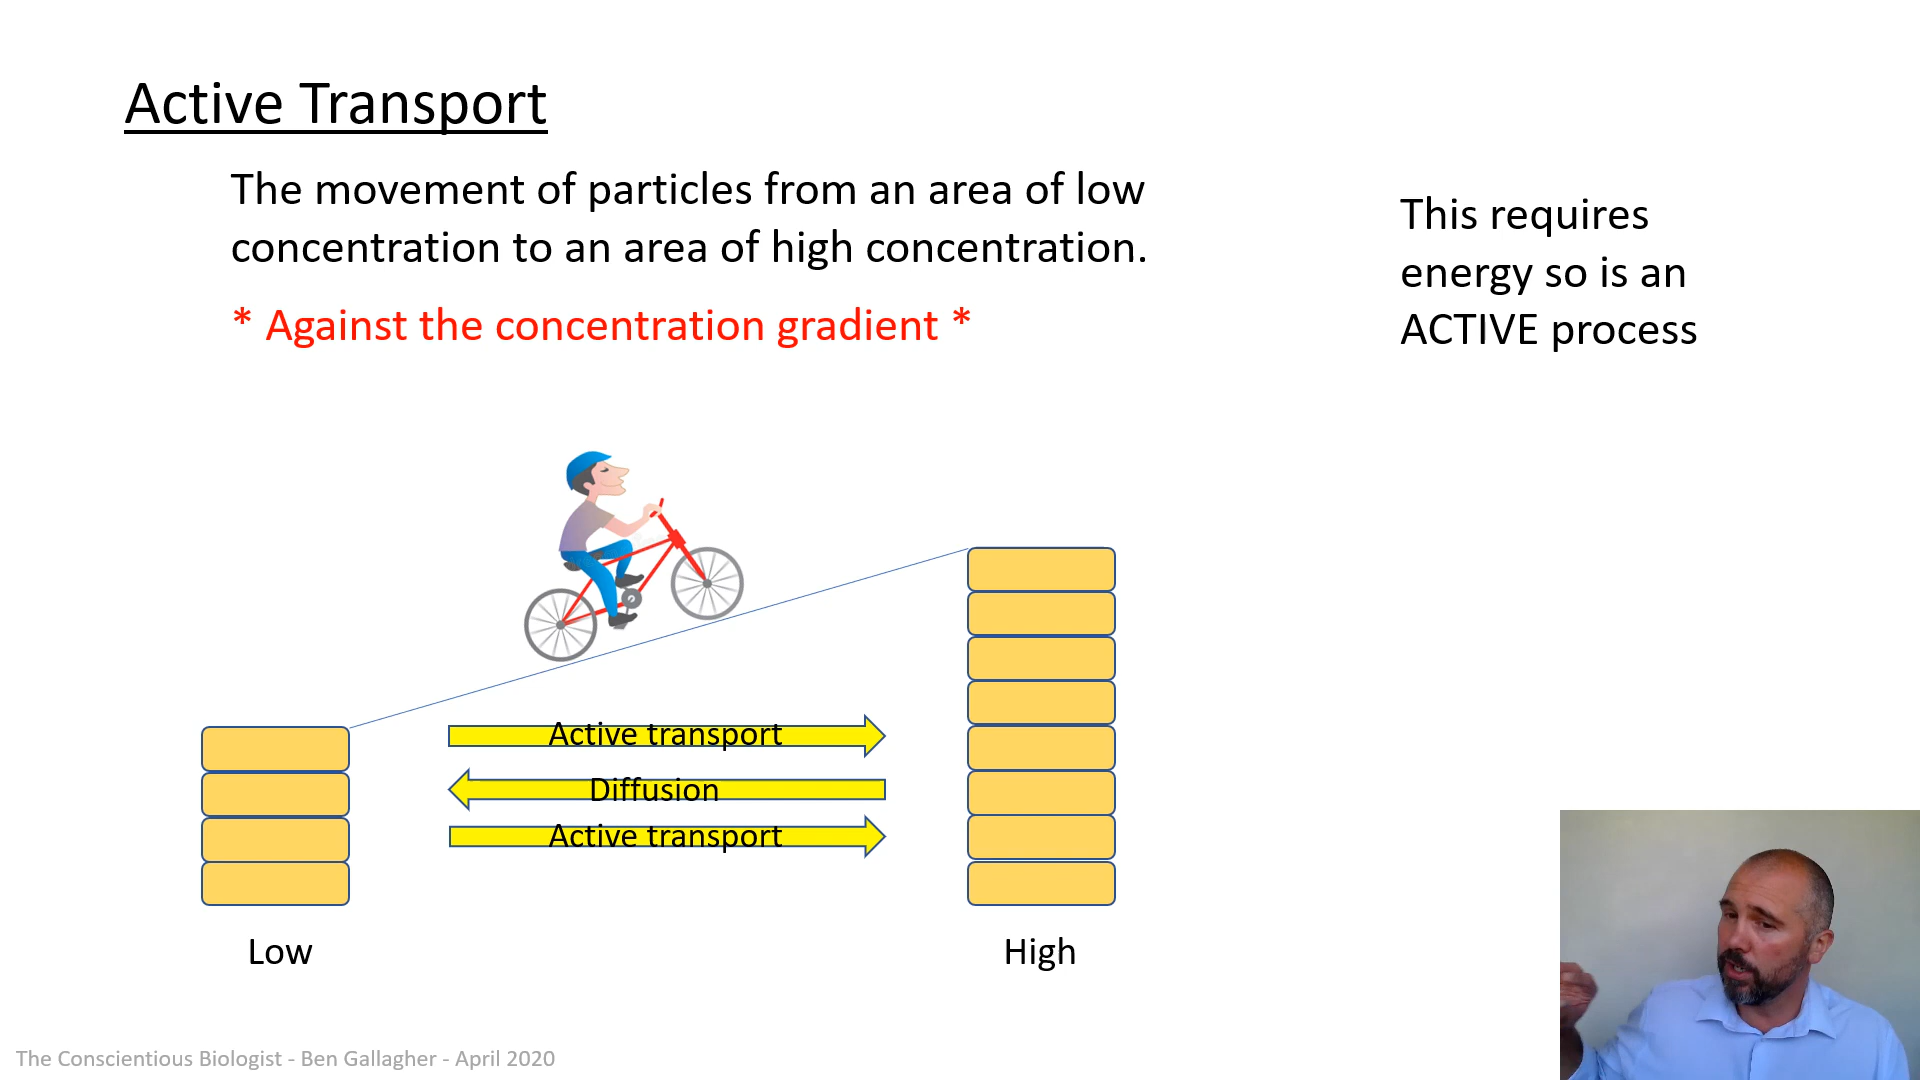 Active Transport
The movement of particles from an area of low
concentration to an area of high concentration.
* Against the concentration gradient *
This requires
energy so is an
ACTIVE process
Active transport
Diffusion
Active transport
Low
High
The Conscientious Biologist - Ben Gallagher - April 2020